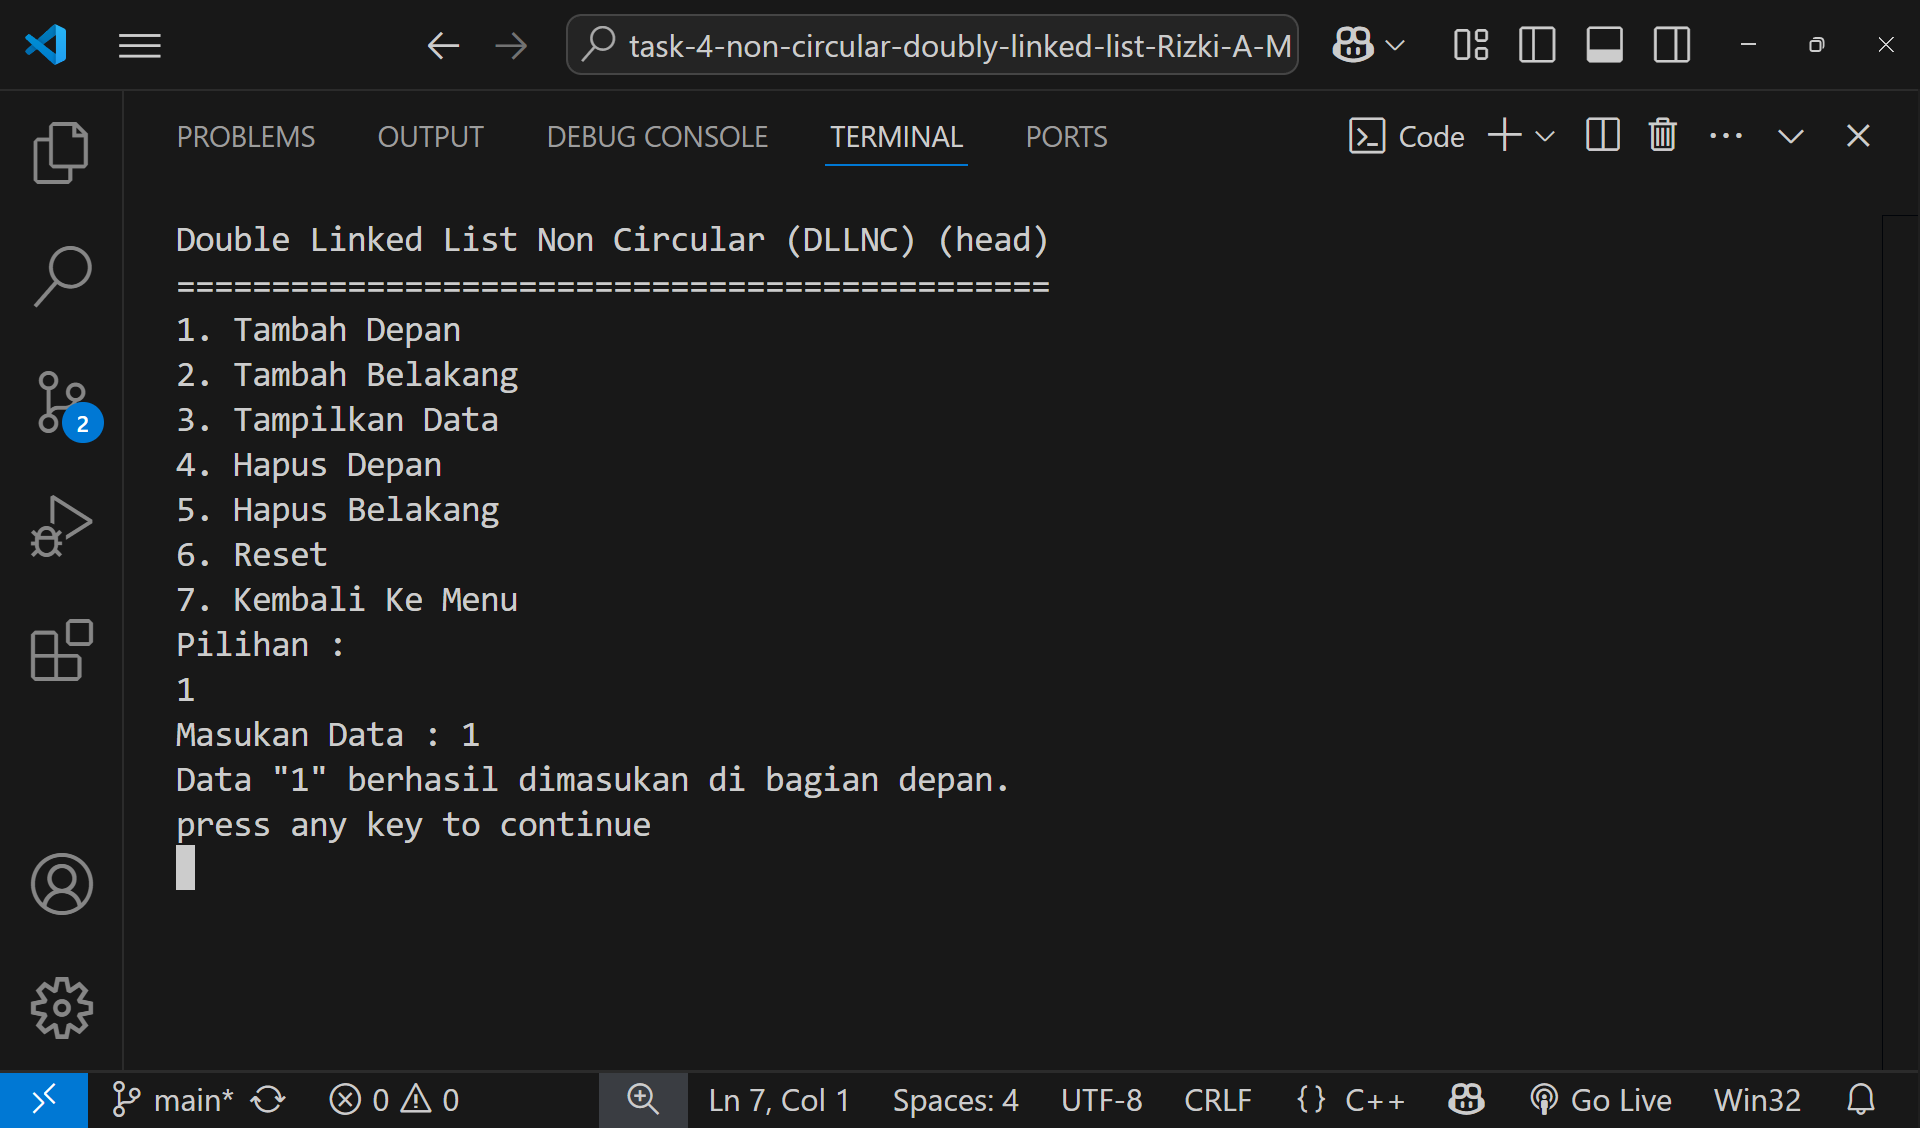 task-4-non-circular-doubly-linked-list-Rizki-A-M
PROBLEMS OUTPUT DEBUG CONSOLE TERMINAL PORTS Code
Double Linked List Non Circular (DLLNC) (head)
==============================================
1. Tambah Depan
2. Tambah Belakang
3. Tampilkan Data
4. Hapus Depan
5. Hapus Belakang
6. Reset
7. Kembali Ke Menu
Pilihan :
1
Masukan Data : 1
Data "1" berhasil dimasukan di bagian depan.
press any key to continue
2
main* 0 0 Ln 7, Col 1 Spaces: 4 UTF-8 CRLF {} C++ Go Live Win32